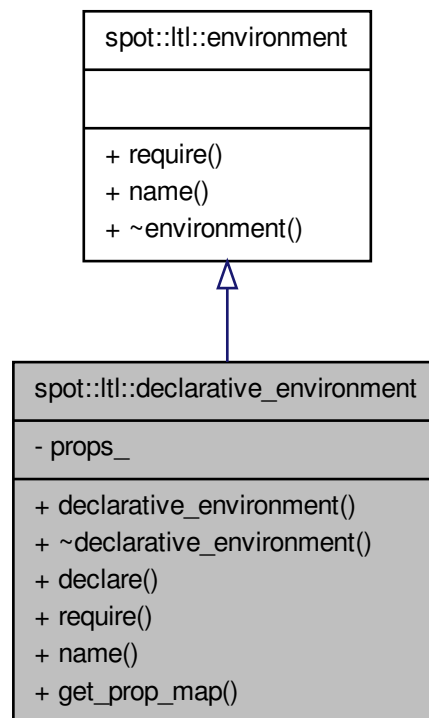 spot::ltl::environment
+ require()
+ name()
+ ~environment()
spot::ltl::declarative_environment
- props_
+ declarative_environment()
+ ~declarative_environment()
+ declare()
+ require()
+ name()
+ get_prop_map()